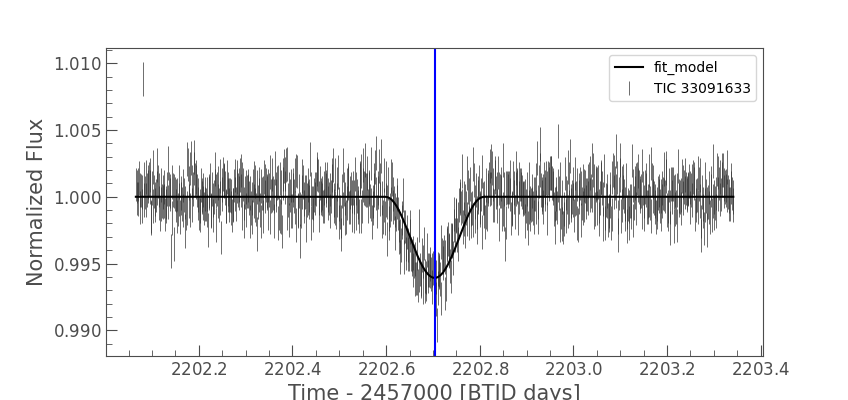 fit_model
TIC 33091633
1.010
1.005
1.000
0.995
0.990
Normalized Flux
2202.2 2202.4 2202.6 2202.8 2203.0 2203.2 2203.4
Time - 2457000 [BTJD days]